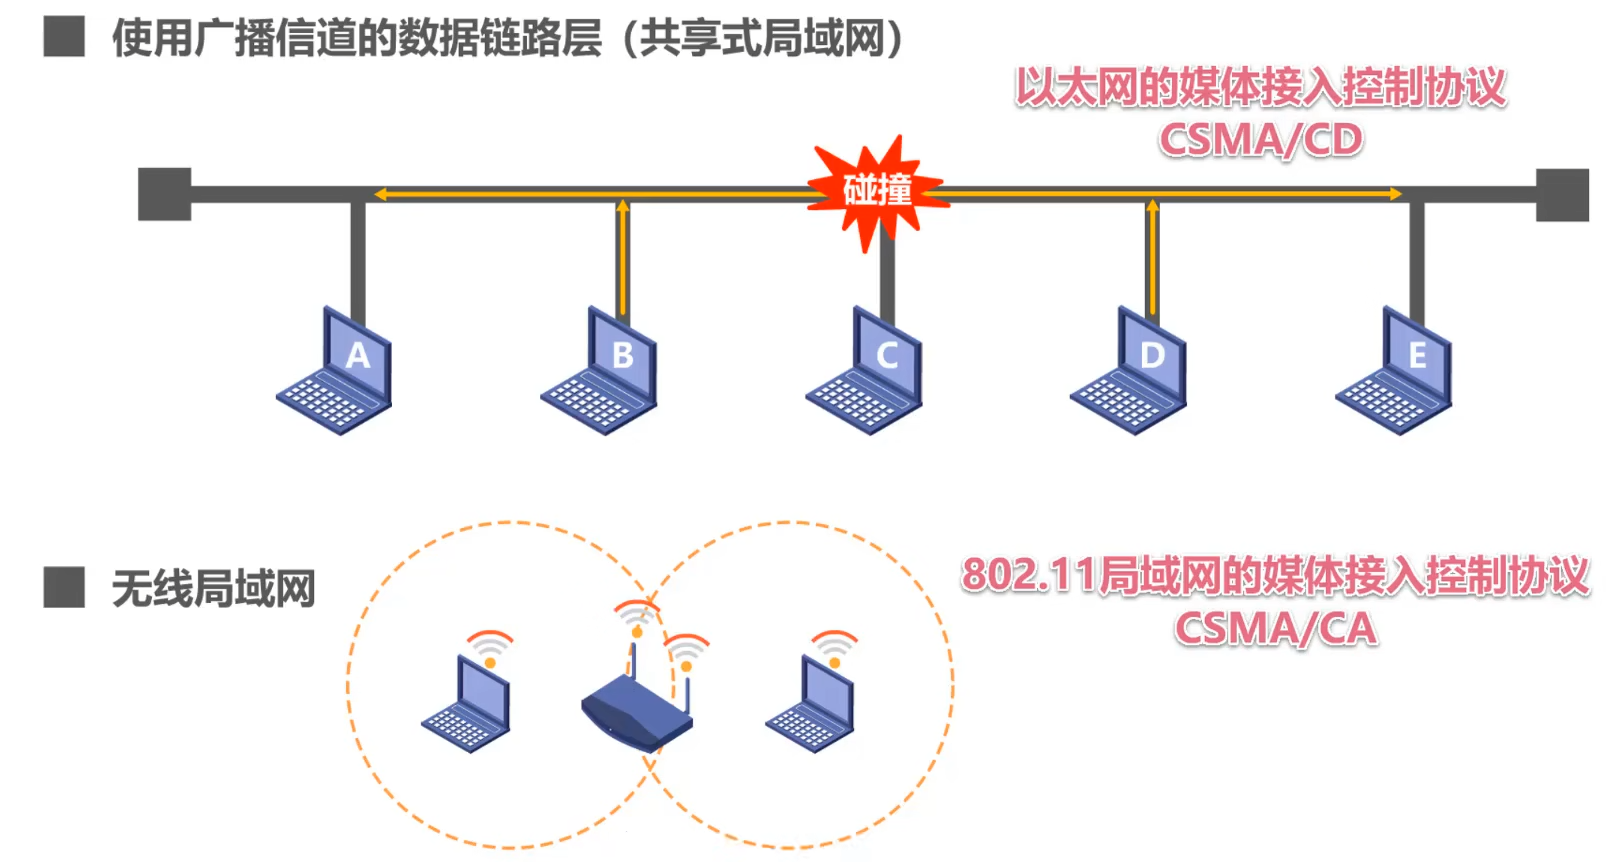 使用广播信道的数据链路层（共享式局域网）
以太网的媒体接入控制协议
CSMA/CD
碰撞
A
B
C
D
E
无线局域网
802.11局域网的媒体接入控制协议
CSMA/CA